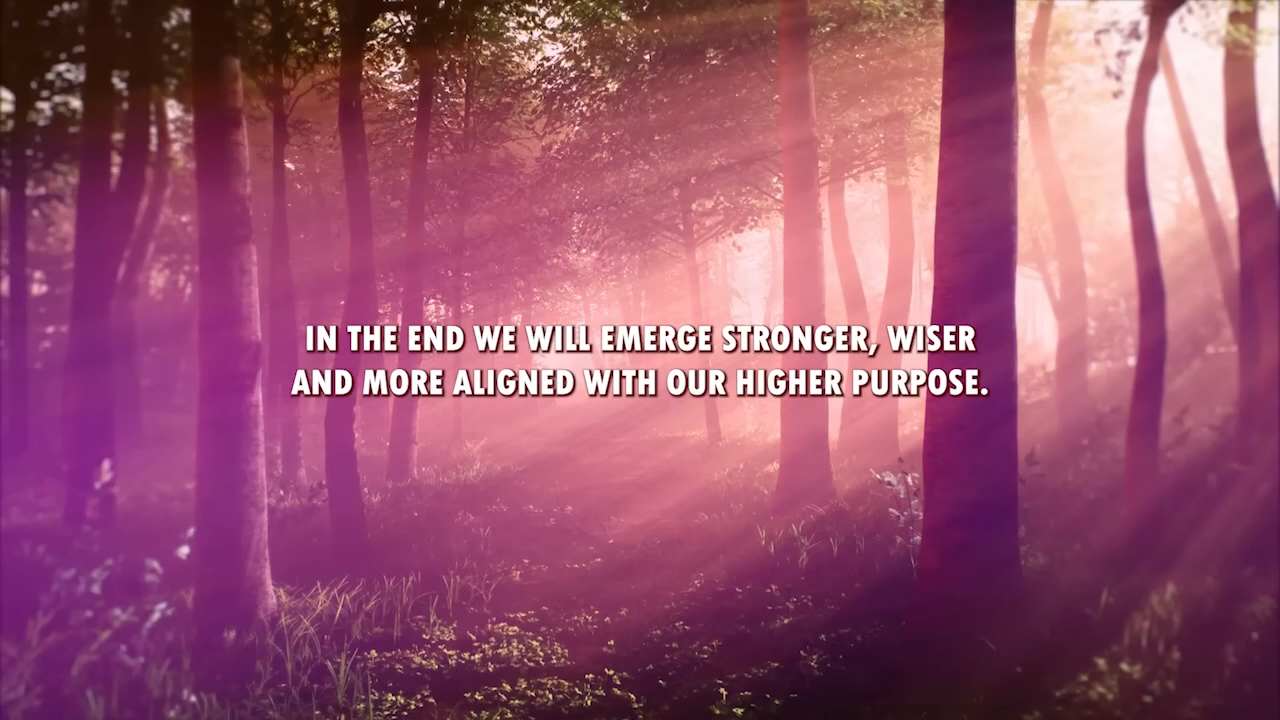 IN THE END WE WILL EMERGE STRONGER, WISER
AND MORE ALIGNED WITH OUR HIGHER PURPOSE.